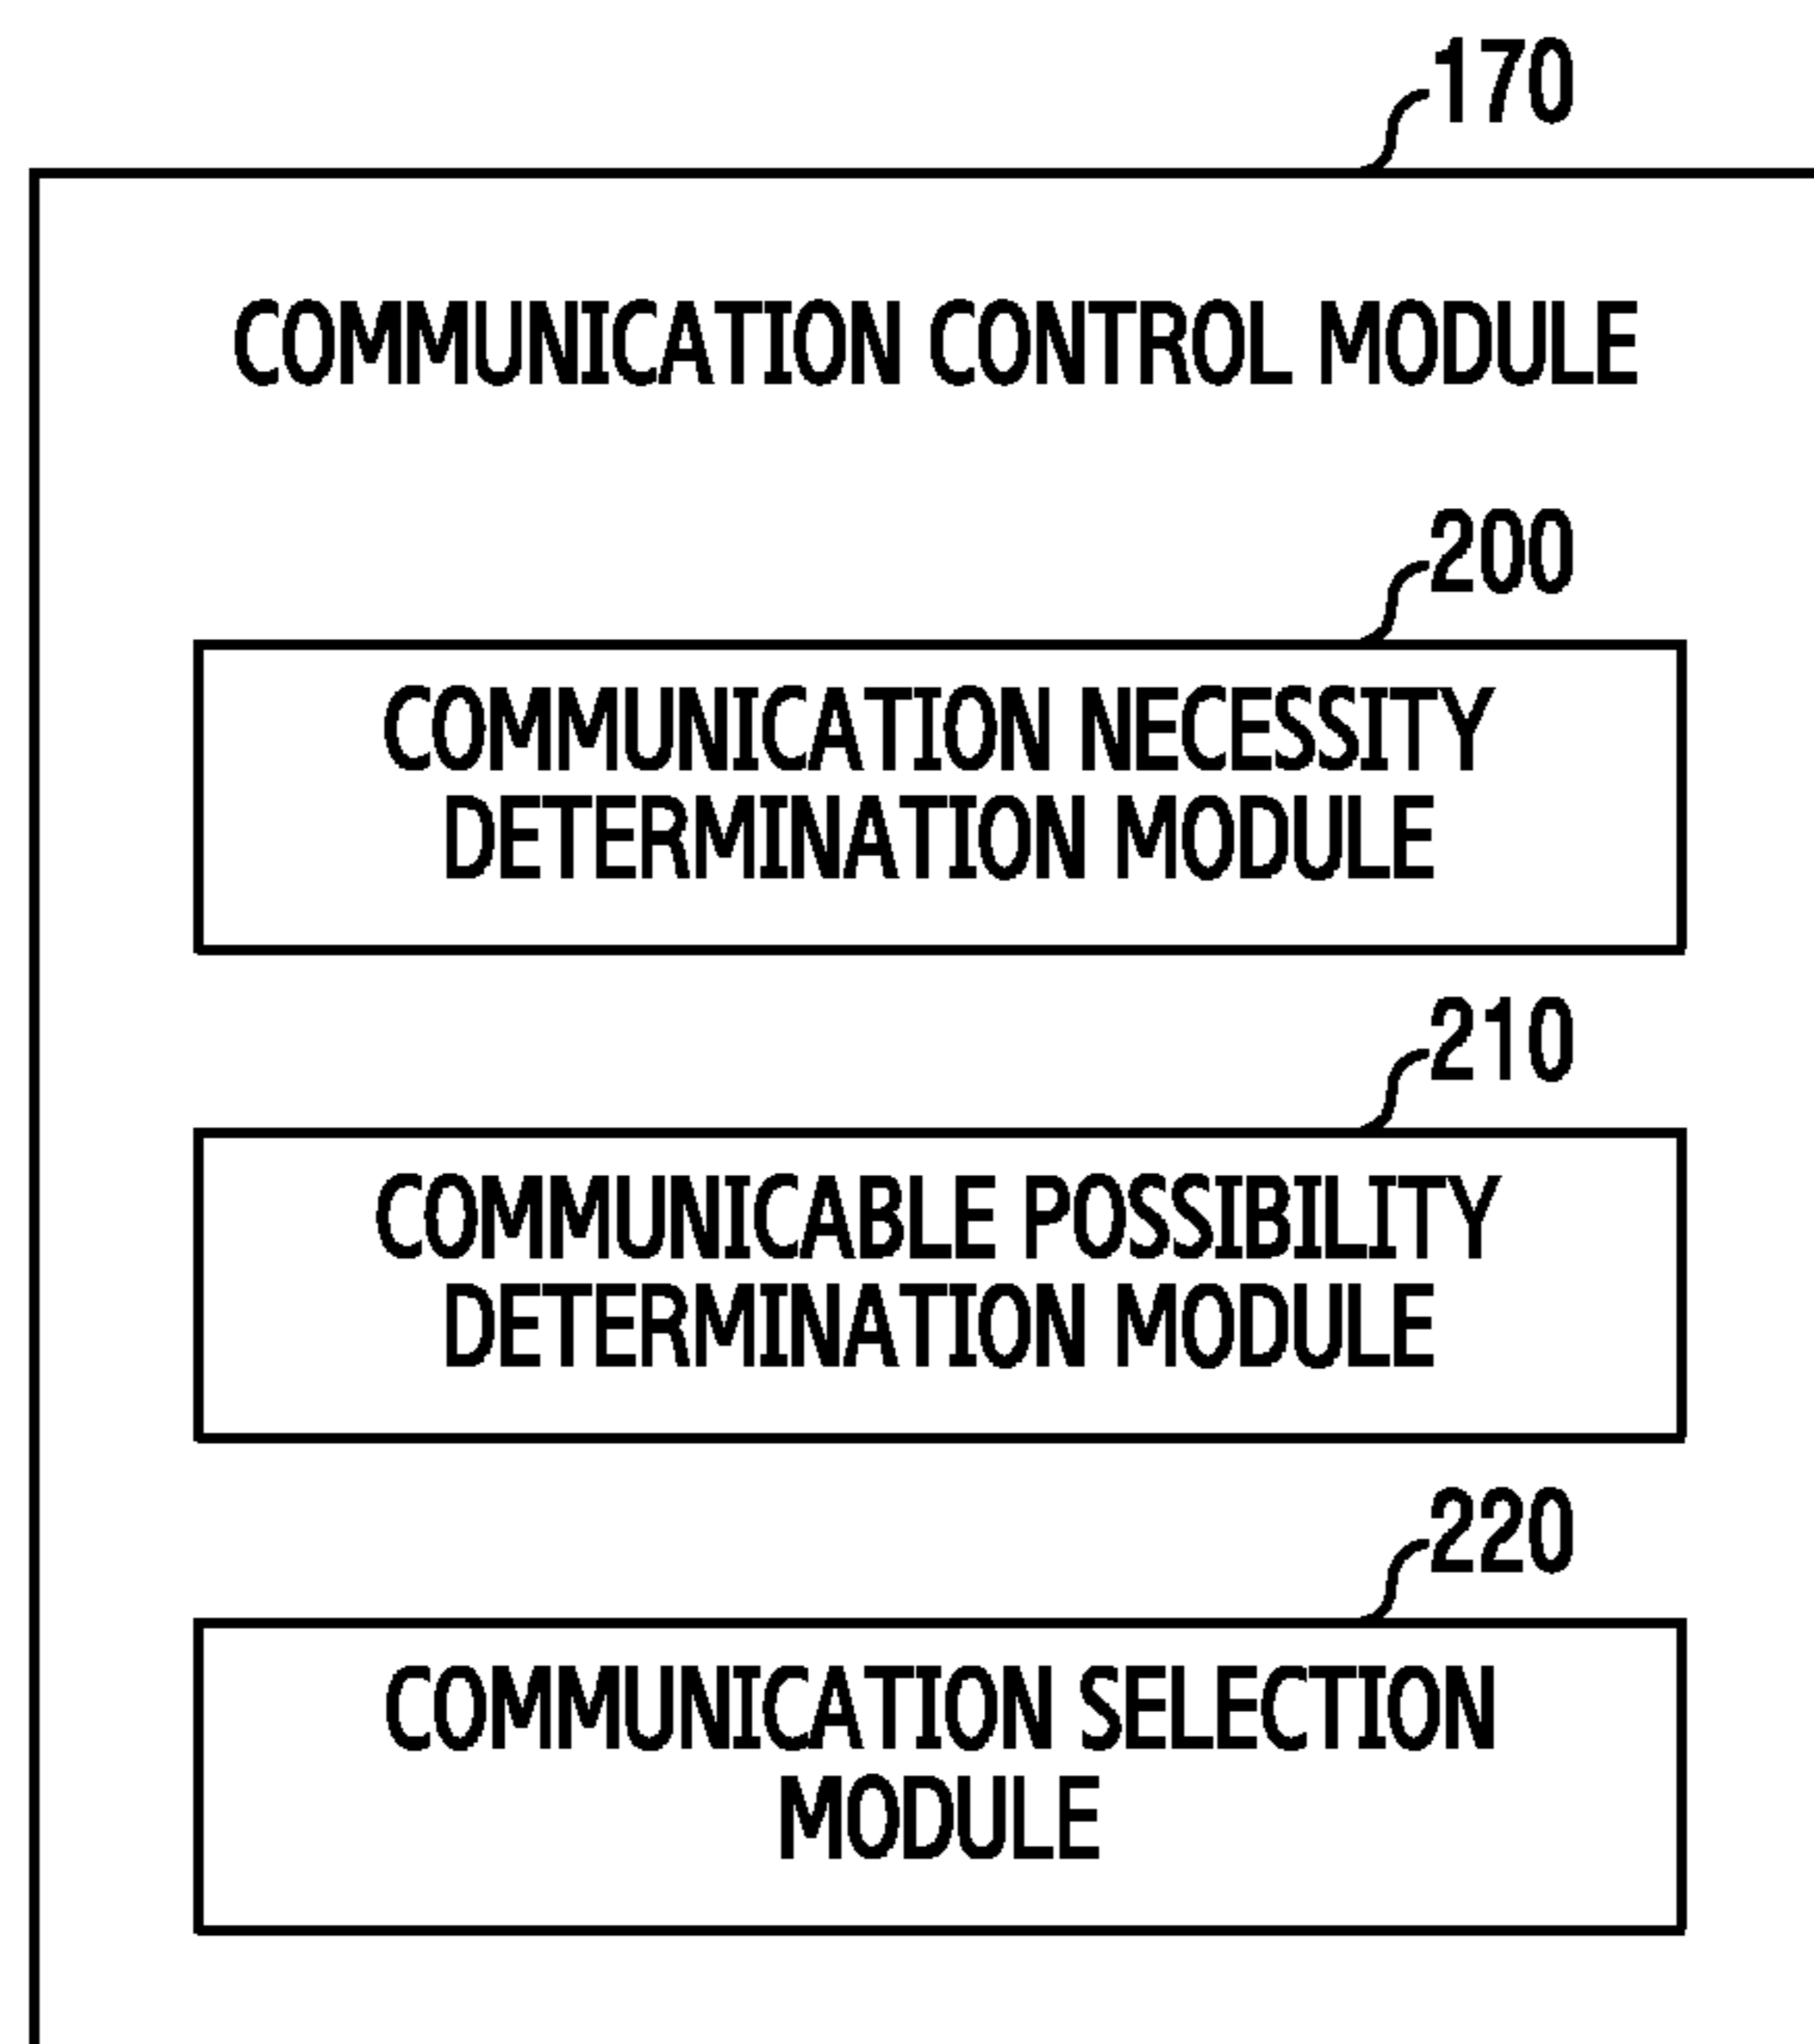 170
COMMUNICATION CONTROL MODULE
200
COMMUNICATION NECESSITY
DETERMINATION MODULE
210
COMMUNICABLE POSSIBILITY
DETERMINATION MODULE
220
COMMUNICATION SELECTION
MODULE